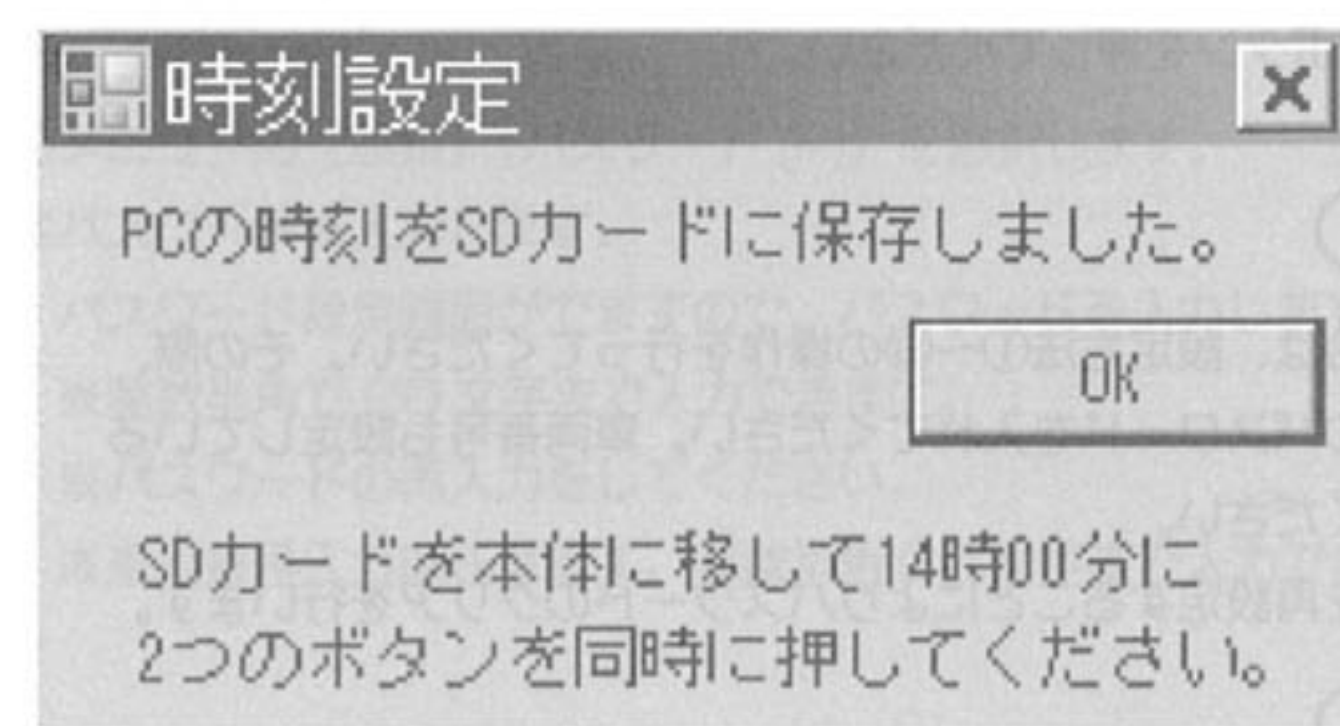 時刻設定
PCの時刻をSDカードに保存しました。
OK
SDカードを本体に移して14時00分に
2つのボタンを同時に押してください。